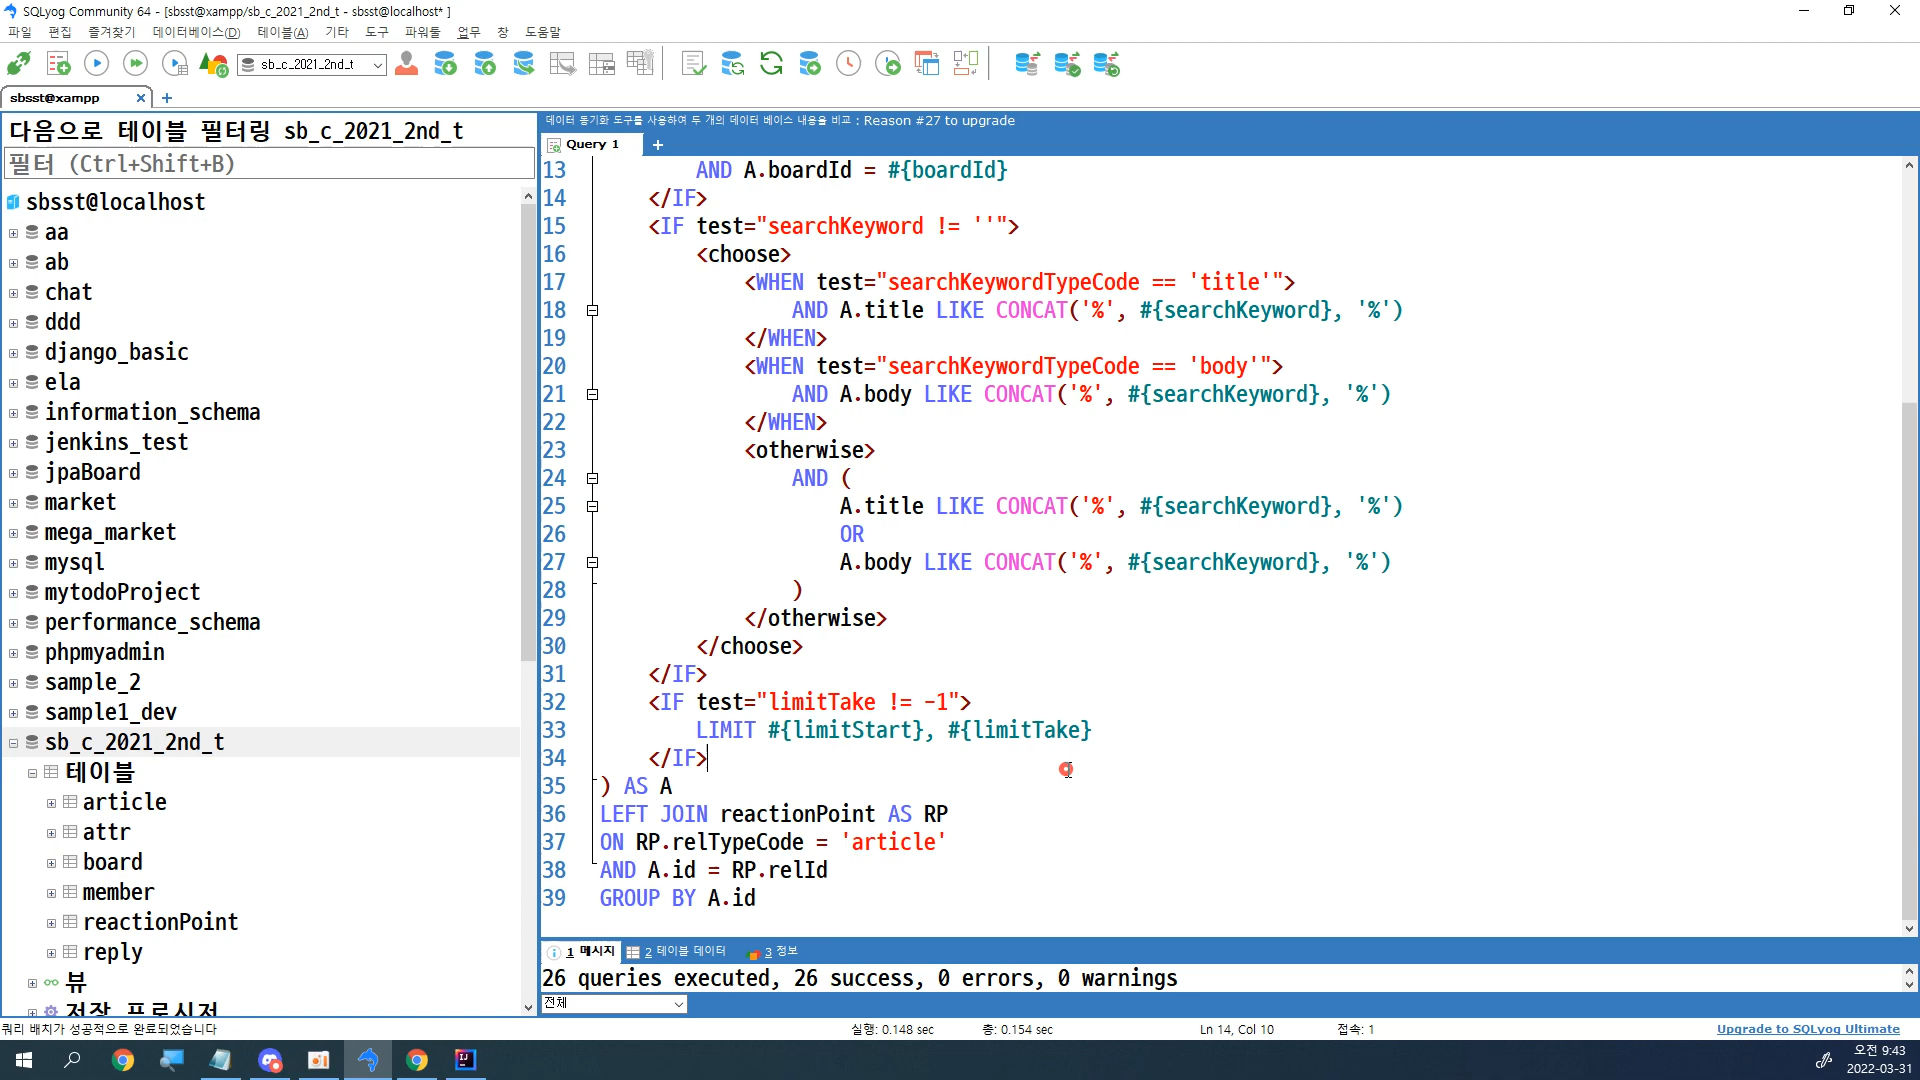 SQLyog Community 64 - [sbsst@xampp/sb_c_2021_2nd_t - sbsst@localhost* ]
파일 편집 즐겨찾기 데이터베이스(D) 테이블(A) 기타 도구 파워툴 업무 창 도움말
sb_c_2021_2nd_t
sbsst@xampp
다음으로 테이블 필터링 sb_c_2021_2nd_t
필터 (Ctrl+Shift+B)
sbsst@localhost
aa
ab
chat
ddd
django_basic
ela
information_schema
jenkins_test
jpaBoard
market
mega_market
mysql
mytodoProject
performance_schema
phpmyadmin
sample_2
sample1_dev
sb_c_2021_2nd_t
테이블
article
attr
board
member
reactionPoint
reply
뷰
저장 프로시저
데이터 동기화 도구를 사용하여 두 개의 데이터 베이스 내용을 비교 : Reason #27 to upgrade
Query 1
13 AND A.boardId = #{boardId}
14 </IF>
15 <IF test="searchKeyword != ''">
16 <choose>
17 <WHEN test="searchKeywordTypeCode == 'title'">
18 AND A.title LIKE CONCAT('%', #{searchKeyword}, '%')
19 </WHEN>
20 <WHEN test="searchKeywordTypeCode == 'body'">
21 AND A.body LIKE CONCAT('%', #{searchKeyword}, '%')
22 </WHEN>
23 <otherwise>
24 AND (
25 A.title LIKE CONCAT('%', #{searchKeyword}, '%')
26 OR
27 A.body LIKE CONCAT('%', #{searchKeyword}, '%')
28 )
29 </otherwise>
30 </choose>
31 </IF>
32 <IF test="limitTake != -1">
33 LIMIT #{limitStart}, #{limitTake}
34 </IF>
35 ) AS A
36 LEFT JOIN reactionPoint AS RP
37 ON RP.relTypeCode = 'article'
38 AND A.id = RP.relId
39 GROUP BY A.id
1 메시지 2 테이블 데이터 3 정보
26 queries executed, 26 success, 0 errors, 0 warnings
전체
쿼리 배치가 성공적으로 완료되었습니다 실행: 0.148 sec 총: 0.154 sec Ln 14, Col 10 접속: 1 Upgrade to SQLyog Ultimate
오전 9:43
2022-03-31